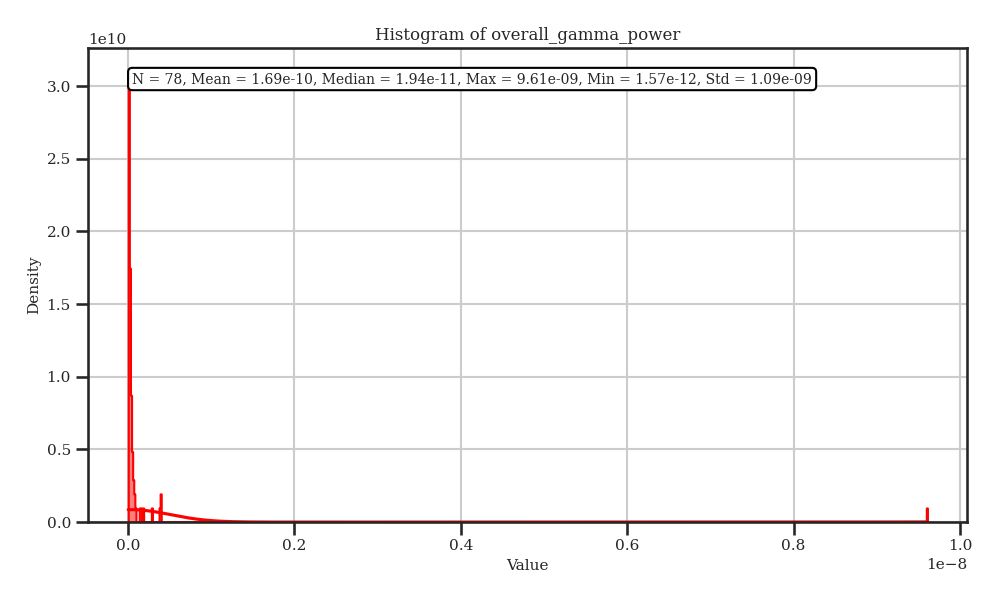 Histogram of overall_gamma_power
1e10
N = 78, Mean = 1.69e-10, Median = 1.94e-11, Max = 9.61e-09, Min = 1.57e-12, Std = 1.09e-09
3.0
2.5
2.0
1.5
1.0
0.5
0.0
Density
0.0 0.2 0.4 0.6 0.8 1.0
Value
1e−8